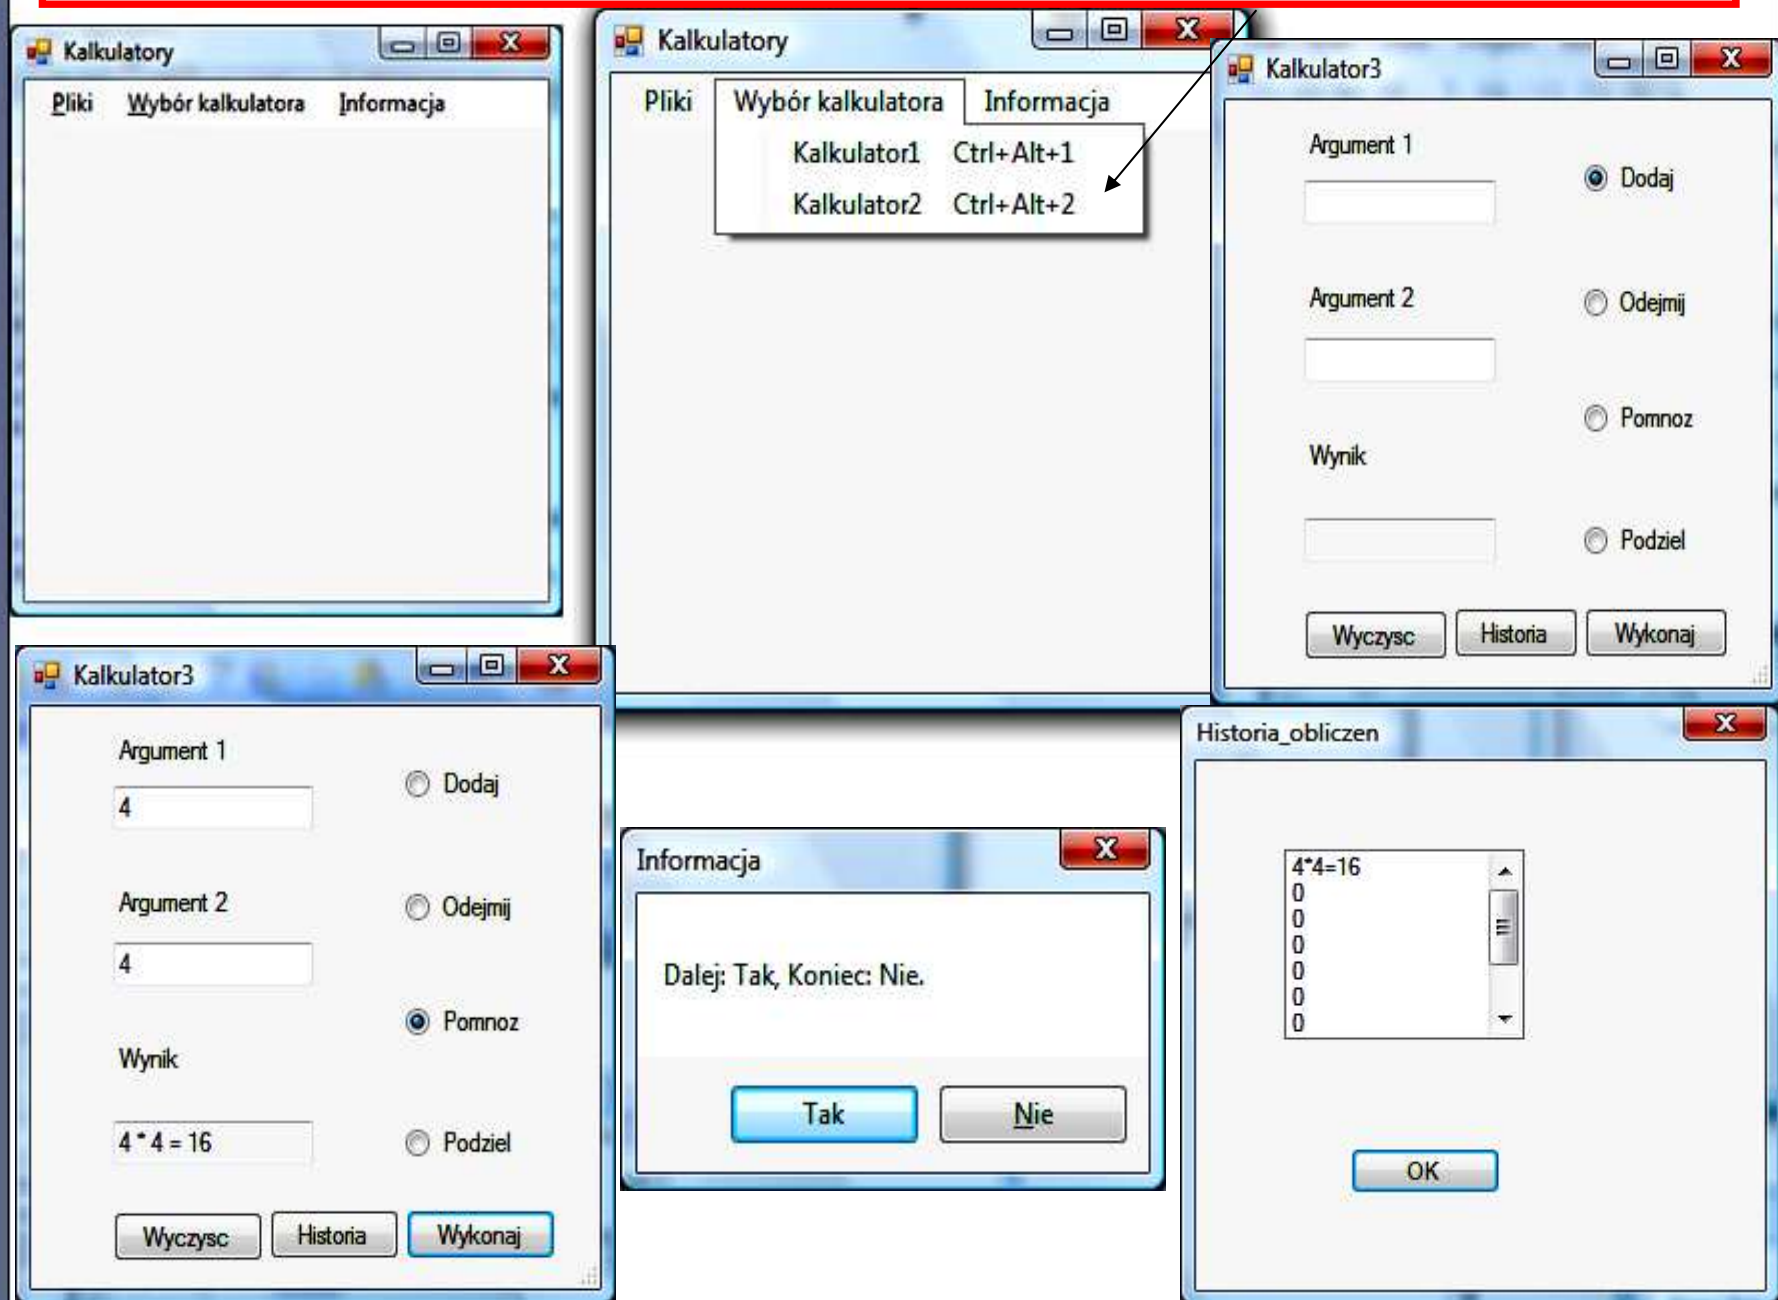 Kalkulatory
Pliki Wybór kalkulatora Informacja
Kalkulatory
Pliki Wybór kalkulatora Informacja
Kalkulator1 Ctrl+Alt+1
Kalkulator2 Ctrl+Alt+2
Kalkulator3
Argument 1
Dodaj
Argument 2
Odejmij
Pomnoz
Wynik
Podziel
Wyczysc Historia Wykonaj
Kalkulator3
Argument 1
Dodaj
4
Argument 2
Odejmij
4
Pomnoz
Wynik
4 * 4 = 16
Podziel
Wyczysc Historia Wykonaj
Informacja
Dalej: Tak, Koniec: Nie.
Tak Nie
Historia_obliczen
4*4=16
0
0
0
0
0
0
OK